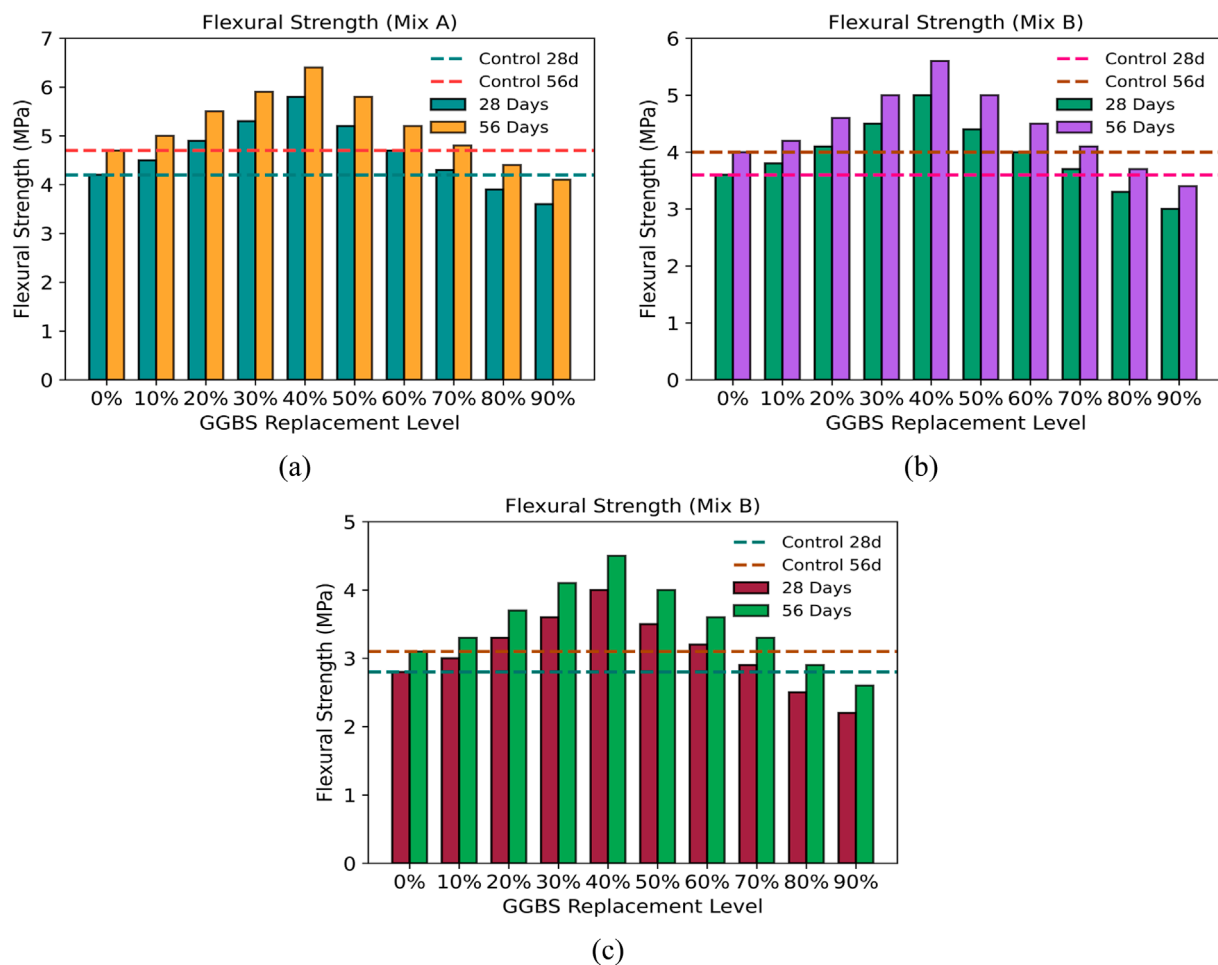 Flexural Strength (Mix A)
Flexural Strength (MPa)
7
6
5
4
3
2
1
0
Control 28d
Control 56d
28 Days
56 Days
0% 10% 20% 30% 40% 50% 60% 70% 80% 90%
GGBS Replacement Level
(a)
Flexural Strength (Mix B)
Flexural Strength (MPa)
6
5
4
3
2
1
0
Control 28d
Control 56d
28 Days
56 Days
0% 10% 20% 30% 40% 50% 60% 70% 80% 90%
GGBS Replacement Level
(b)
Flexural Strength (Mix B)
Flexural Strength (MPa)
5
4
3
2
1
0
Control 28d
Control 56d
28 Days
56 Days
0% 10% 20% 30% 40% 50% 60% 70% 80% 90%
GGBS Replacement Level
(c)